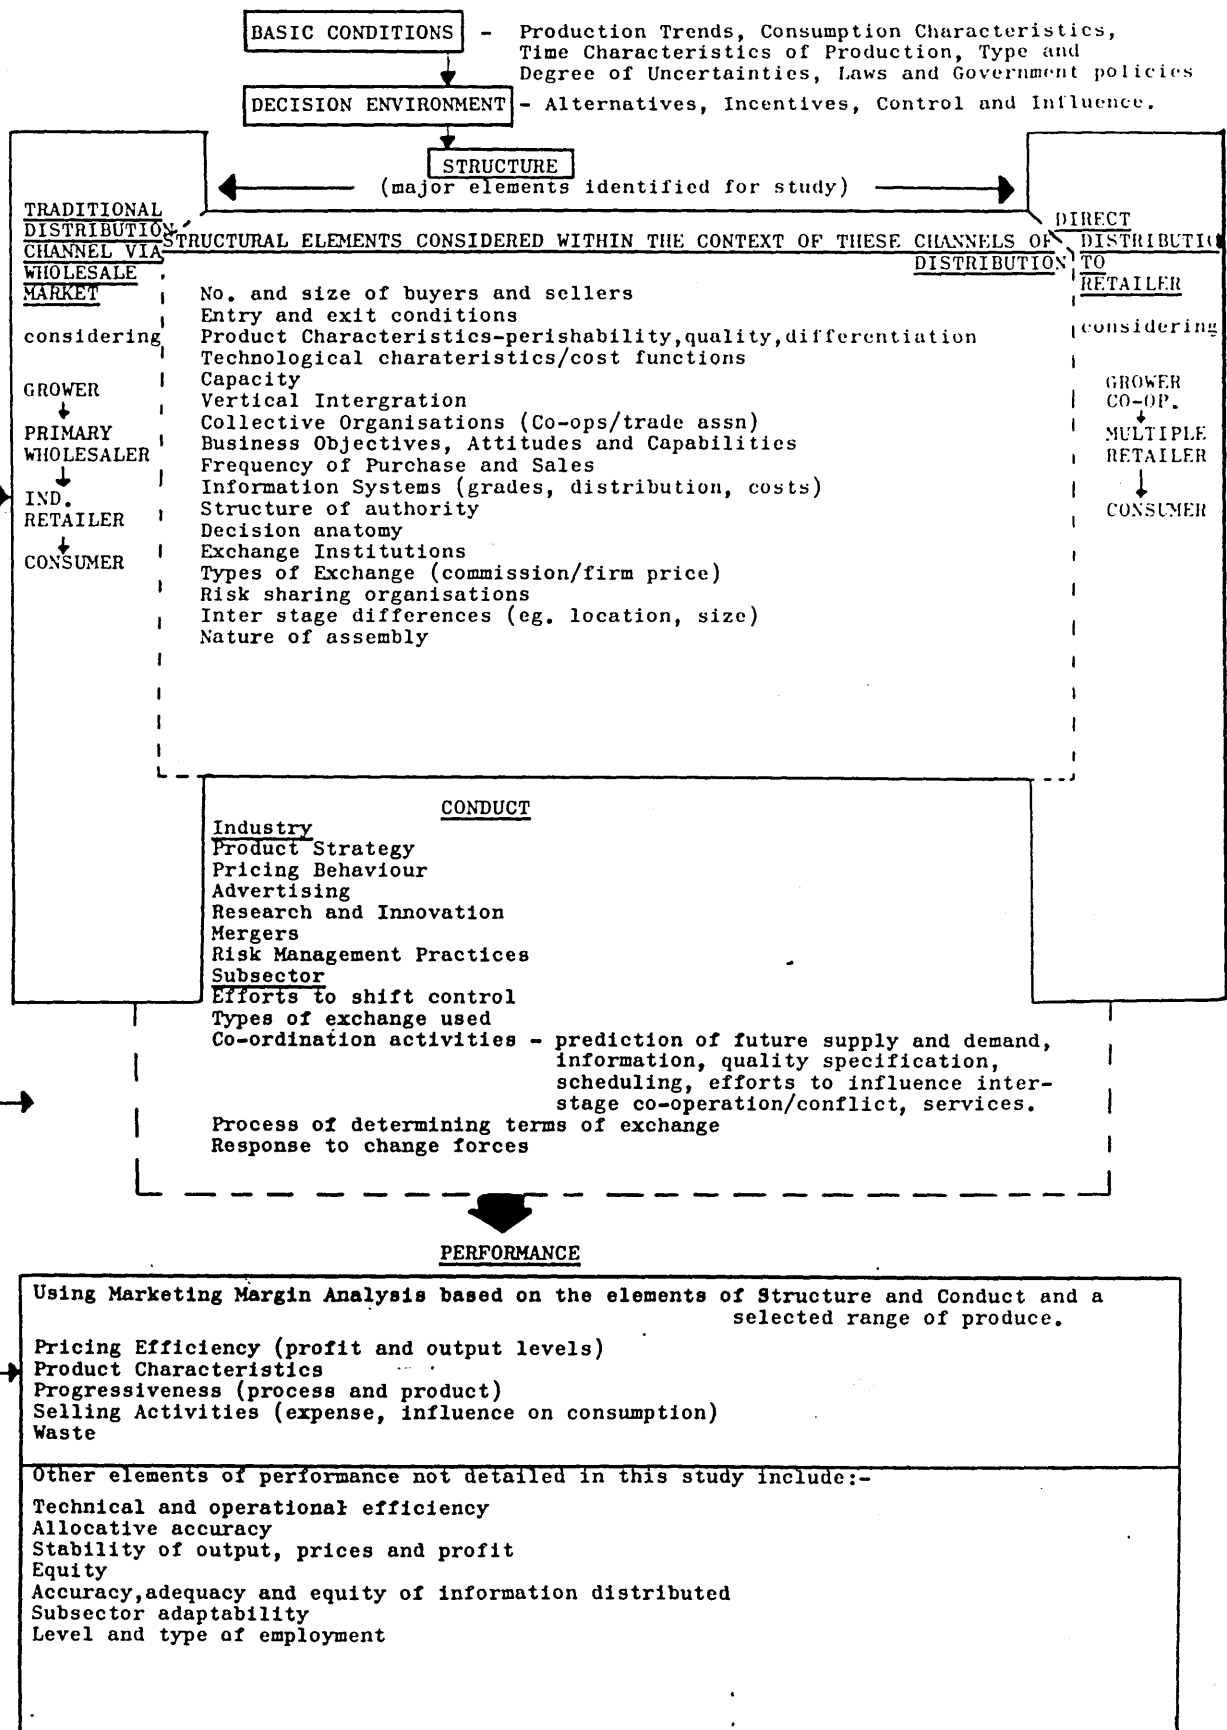 BASIC CONDITIONS - Production Trends, Consumption Characteristics,
Time Characteristics of Production, Type and
Degree of Uncertainties, Laws and Government policies
DECISION ENVIRONMENT - Alternatives, Incentives, Control and Influence.
STRUCTURE
(major elements identified for study)
TRADITIONAL
DISTRIBUTION
CHANNEL VIA
WHOLESALE
MARKET
considering
GROWER
PRIMARY
WHOLESALER
IND.
RETAILER
CONSUMER
STRUCTURAL ELEMENTS CONSIDERED WITHIN THE CONTEXT OF THESE CHANNELS OF
DISTRIBUTION
No. and size of buyers and sellers
Entry and exit conditions
Product Characteristics-perishability,quality,differentiation
Technological charateristics/cost functions
Capacity
Vertical Intergration
Collective Organisations (Co-ops/trade assn)
Business Objectives, Attitudes and Capabilities
Frequency of Purchase and Sales
Information Systems (grades, distribution, costs)
Structure of authority
Decision anatomy
Exchange Institutions
Types of Exchange (commission/firm price)
Risk sharing organisations
Inter stage differences (eg. location, size)
Nature of assembly
DIRECT
DISTRIBUTIO
TO
RETAILER
considering
GROWER
CO-OP.
MULTIPLE
RETAILER
CONSUMER
CONDUCT
Industry
Product Strategy
Pricing Behaviour
Advertising
Research and Innovation
Mergers
Risk Management Practices
Subsector
Efforts to shift control
Types of exchange used
Co-ordination activities - prediction of future supply and demand,
information, quality specification,
scheduling, efforts to influence inter-
stage co-operation/conflict, services.
Process of determining terms of exchange
Response to change forces
PERFORMANCE
Using Marketing Margin Analysis based on the elements of Structure and Conduct and a
selected range of produce.
Pricing Efficiency (profit and output levels)
Product Characteristics
Progressiveness (process and product)
Selling Activities (expense, influence on consumption)
Waste
Other elements of performance not detailed in this study include:-
Technical and operational efficiency
Allocative accuracy
Stability of output, prices and profit
Equity
Accuracy,adequacy and equity of information distributed
Subsector adaptability
Level and type of employment